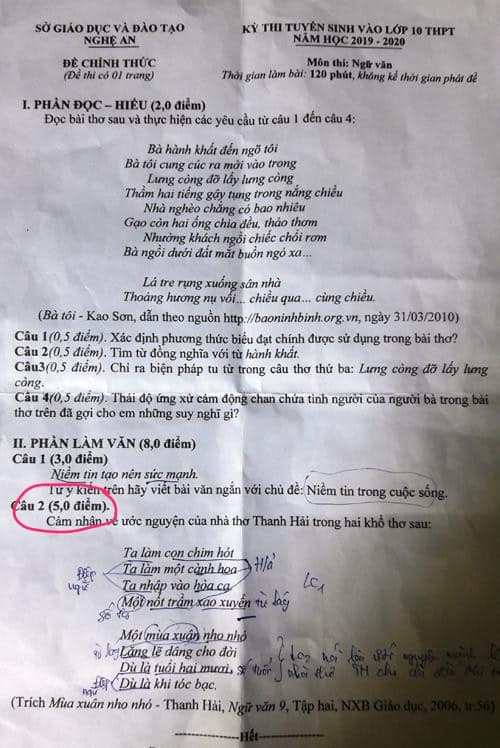 SỞ GIÁO DỤC VÀ ĐÀO TẠO
NGHỆ AN
KỲ THI TUYỂN SINH VÀO LỚP 10 THPT
NĂM HỌC 2019 - 2020
ĐỀ CHÍNH THỨC
(Đề thi có 01 trang)
Môn thi: Ngữ văn
Thời gian làm bài: 120 phút, không kể thời gian phát đề
I. PHẦN ĐỌC – HIỂU (2,0 điểm)
Đọc bài thơ sau và thực hiện các yêu cầu từ câu 1 đến câu 4:
Bà hành khất đến ngõ tôi
Bà tôi cung cúc ra mời vào trong
Lưng còng đỡ lấy lưng còng
Thầm hai tiếng gậy tụng trong nắng chiều
Nhà nghèo chẳng có bao nhiêu
Gạo còn hai ống chia đều, thảo thơm
Nhường khách ngồi chiếc chổi rơm
Bà ngồi dưới đất mắt buồn ngó xa...
Lá tre rụng xuống sân nhà
Thoảng hương nụ vối... chiều qua... cùng chiều.
(Bà tôi - Kao Sơn, dẫn theo nguồn http://baoninhbinh.org.vn, ngày 31/03/2010)
Câu 1(0,5 điểm). Xác định phương thức biểu đạt chính được sử dụng trong bài thơ?
Câu 2(0,5 điểm). Tìm từ đồng nghĩa với từ hành khất.
Câu3(0,5 điểm). Chỉ ra biện pháp tu từ trong câu thơ thứ ba: Lưng còng đỡ lấy lưng
còng.
Câu 4(0,5 điểm). Thái độ ứng xử cảm động chan chứa tình người của người bà trong bài
thơ trên đã gợi cho em những suy nghĩ gì?
II. PHẦN LÀM VĂN (8,0 điểm)
Câu 1 (3,0 điểm)
Niềm tin tạo nên sức mạnh.
Từ ý kiến trên hãy viết bài văn ngắn với chủ đề: Niềm tin trong cuộc sống.
Câu 2 (5,0 điểm).
Cảm nhận về ước nguyện của nhà thơ Thanh Hải trong hai khổ thơ sau:
Ta làm con chim hót
Ta làm một cành hoa
Ta nhập vào hòa ca
Một nốt trầm xao xuyến từ láy
Một mùa xuân nho nhỏ
Lặng lẽ dâng cho đời
Dù là tuổi hai mươi
Dù là khi tóc bạc.
(Trích Mùa xuân nho nhỏ - Thanh Hải, Ngữ văn 9, Tập hai, NXB Giáo dục, 2006, tr.56)
Hết